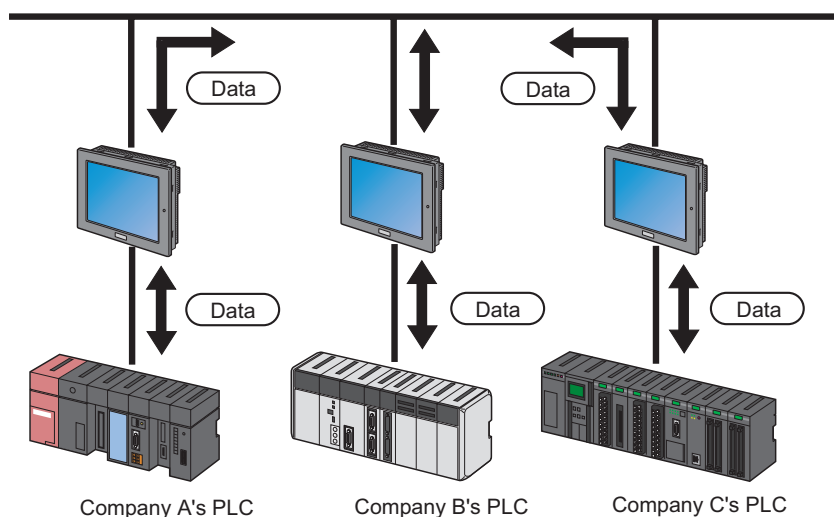 Data
Data
Data
Data
Data
Company A's PLC
Company B's PLC
Company C's PLC